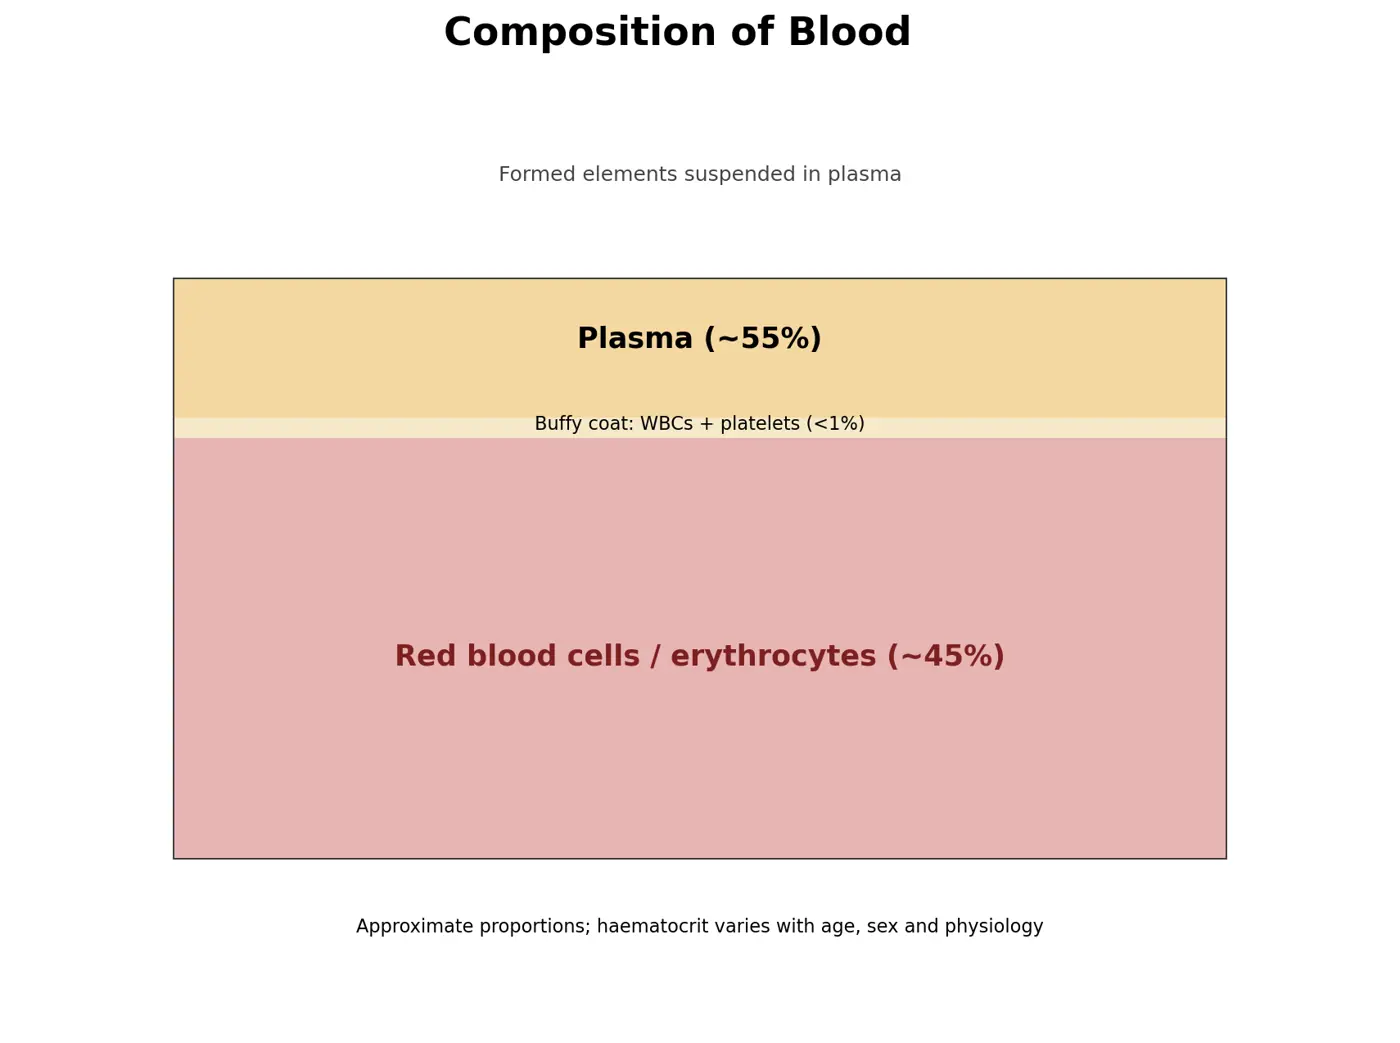 Composition of Blood
Formed elements suspended in plasma
Plasma (~55%)
Buffy coat: WBCs + platelets (<1%)
Red blood cells / erythrocytes (~45%)
Approximate proportions; haematocrit varies with age, sex and physiology